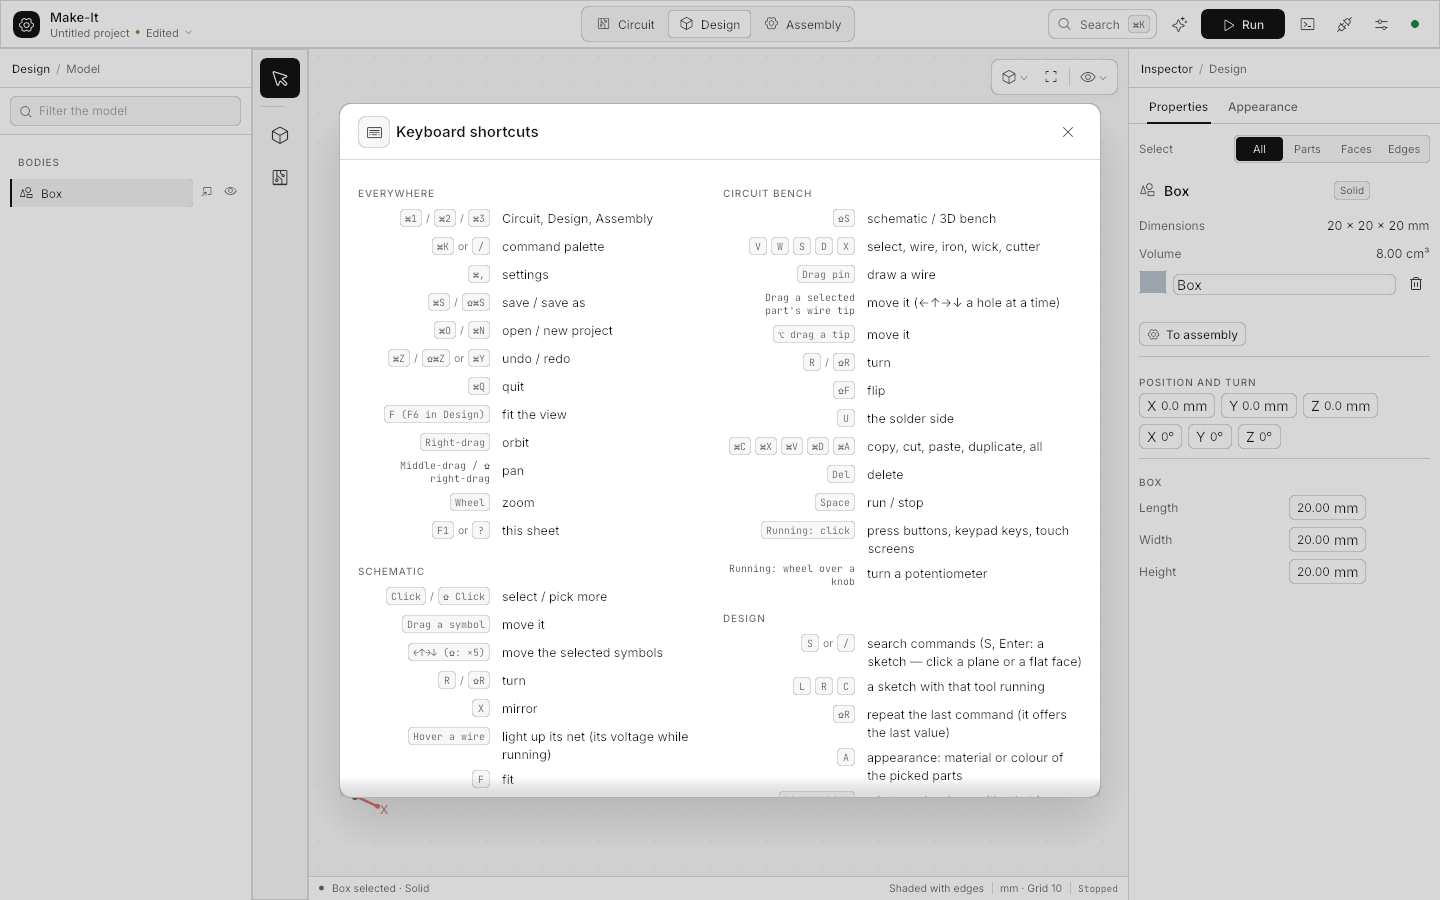 Make-It
Untitled project • Edited
Circuit
Design
Assembly
Search ⌘K
Run
Design / Model
Filter the model
BODIES
Box
Inspector / Design
Properties
Appearance
Select
All
Parts
Faces
Edges
Box
Solid
Dimensions
20 × 20 × 20 mm
Volume
8.00 cm³
Box
To assembly
POSITION AND TURN
X 0.0 mm
Y 0.0 mm
Z 0.0 mm
X 0°
Y 0°
Z 0°
BOX
Length 20.00 mm
Width 20.00 mm
Height 20.00 mm
Keyboard shortcuts
EVERYWHERE
⌘1 / ⌘2 / ⌘3 Circuit, Design, Assembly
⌘K or / command palette
⌘, settings
⌘S / ⇧⌘S save / save as
⌘O / ⌘N open / new project
⌘Z / ⇧⌘Z or ⌘Y undo / redo
⌘Q quit
F (F6 in Design) fit the view
Right-drag orbit
Middle-drag / ⇧
right-drag pan
Wheel zoom
F1 or ? this sheet
SCHEMATIC
Click / ⇧ Click select / pick more
Drag a symbol move it
←↑→↓ (⇧: ×5) move the selected symbols
R / ⇧R turn
X mirror
Hover a wire light up its net (its voltage while
running)
F fit
CIRCUIT BENCH
⇧S schematic / 3D bench
V W S D X select, wire, iron, wick, cutter
Drag pin draw a wire
Drag a selected
part's wire tip move it (←↑→↓ a hole at a time)
⌥ drag a tip move it
R / ⇧R turn
⇧F flip
U the solder side
⌘C ⌘X ⌘V ⌘D ⌘A copy, cut, paste, duplicate, all
Del delete
Space run / stop
Running: click press buttons, keypad keys, touch
screens
Running: wheel over a
knob turn a potentiometer
DESIGN
S or / search commands (S, Enter: a
sketch — click a plane or a flat face)
L R C a sketch with that tool running
⇧R repeat the last command (it offers
the last value)
A appearance: material or colour of
the picked parts
X
Box selected · Solid
Shaded with edges
mm · Grid 10
Stopped